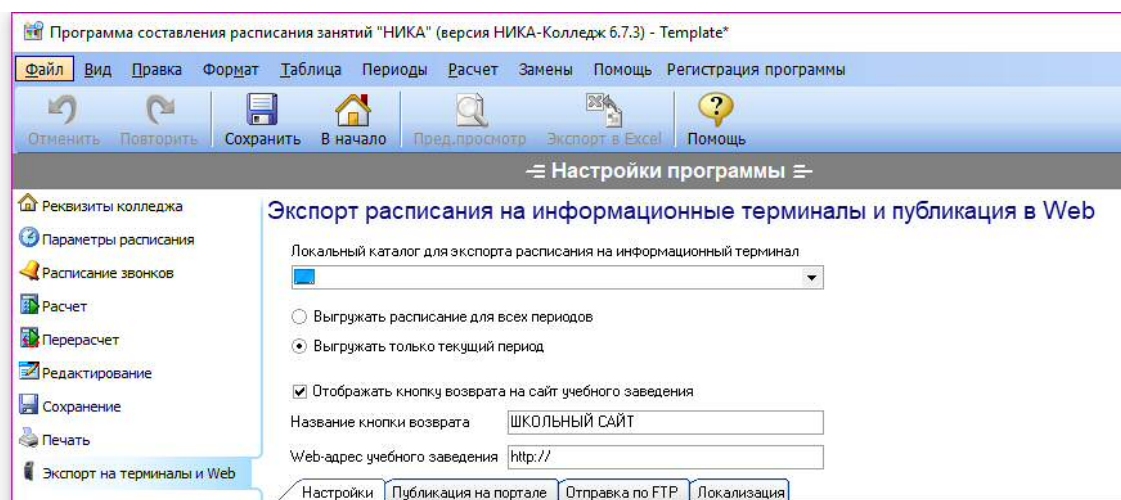 Программа составления расписания занятий "НИКА" (версия НИКА-Колледж 6.7.3) - Template*
Файл Вид Правка Формат Таблица Периоды Расчет Замены Помощь Регистрация программы
Отменить Повторить Сохранить В начало Пред.просмотр Экспорт в Excel Помощь
Настройки программы
Реквизиты колледжа
Параметры расписания
Расписание звонков
Расчет
Перерасчет
Редактирование
Сохранение
Печать
Экспорт на терминалы и Web
Экспорт расписания на информационные терминалы и публикация в Web
Локальный каталог для экспорта расписания на информационный терминал
Выгружать расписание для всех периодов
Выгружать только текущий период
Отображать кнопку возврата на сайт учебного заведения
Название кнопки возврата ШКОЛЬНЫЙ САЙТ
Web-адрес учебного заведения http://
Настройки Публикация на портале Отправка по FTP Локализация